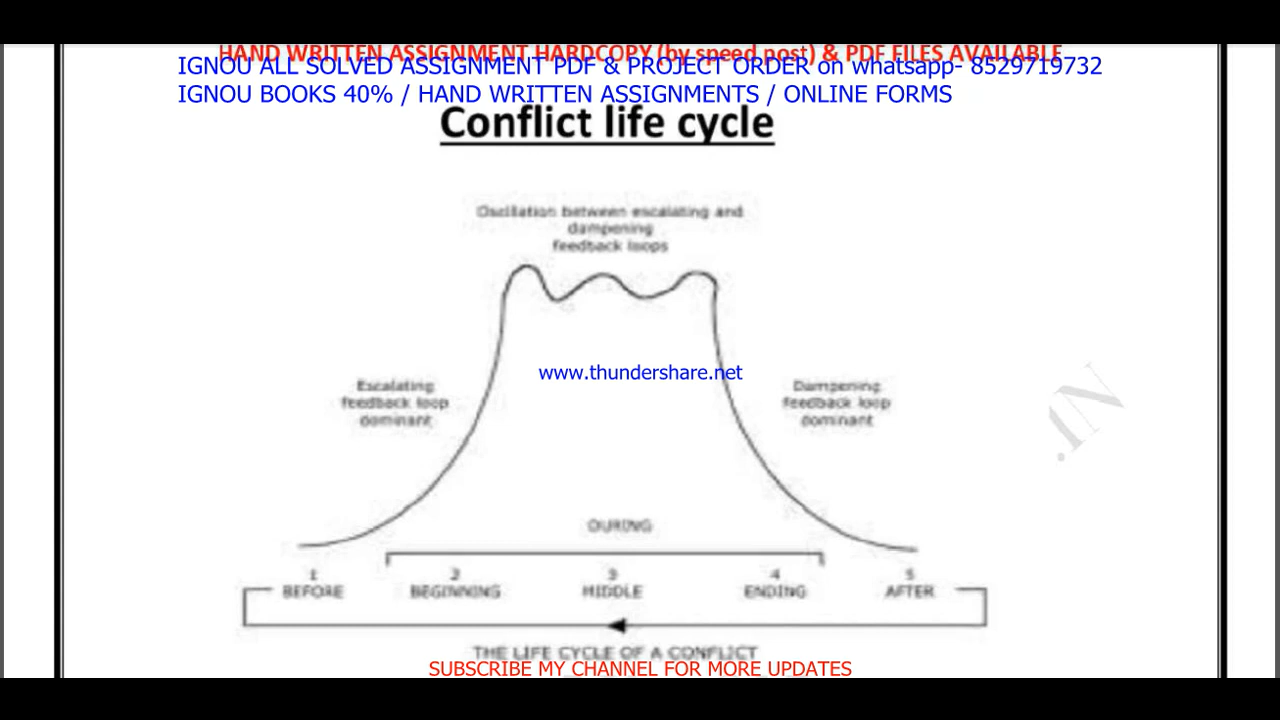 HAND WRITTEN ASSIGNMENT HARDCOPY (by speed post) & PDF FILES AVAILABLE
IGNOU ALL SOLVED ASSIGNMENT PDF & PROJECT ORDER on whatsapp- 8529719732
IGNOU BOOKS 40% / HAND WRITTEN ASSIGNMENTS / ONLINE FORMS
Conflict life cycle
Oscillation between escalating and
dampening
feedback loops
www.thundershare.net
Escalating
feedback loop
dominant
Dampening
feedback loop
dominant
.IN
DURING
1 2 3 4 5
BEFORE BEGINNING MIDDLE ENDING AFTER
THE LIFE CYCLE OF A CONFLICT
SUBSCRIBE MY CHANNEL FOR MORE UPDATES